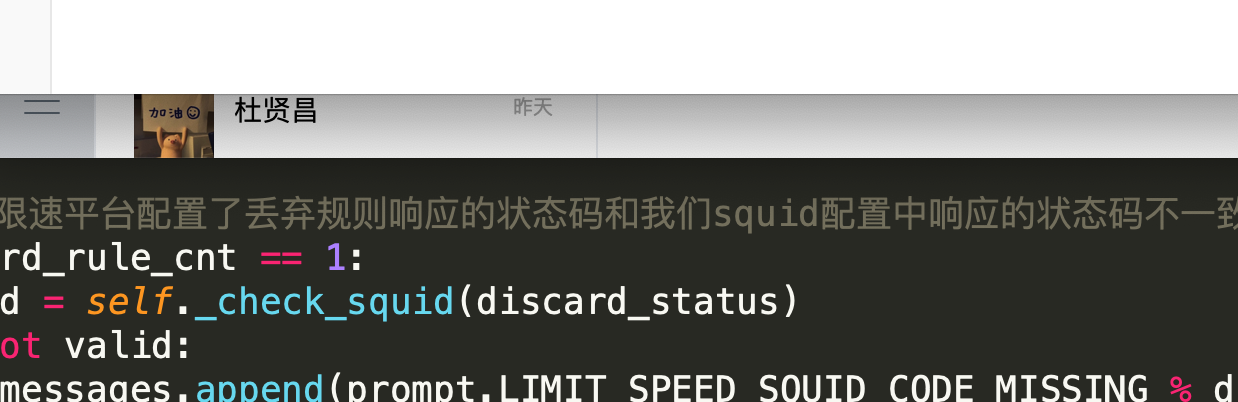 加油
杜贤昌
昨天
限速平台配置了丢弃规则响应的状态码和我们squid配置中响应的状态码不一致
rd_rule_cnt == 1:
d = self._check_squid(discard_status)
ot valid:
messages.append(prompt.LIMIT_SPEED_SQUID_CODE_MISSING % d